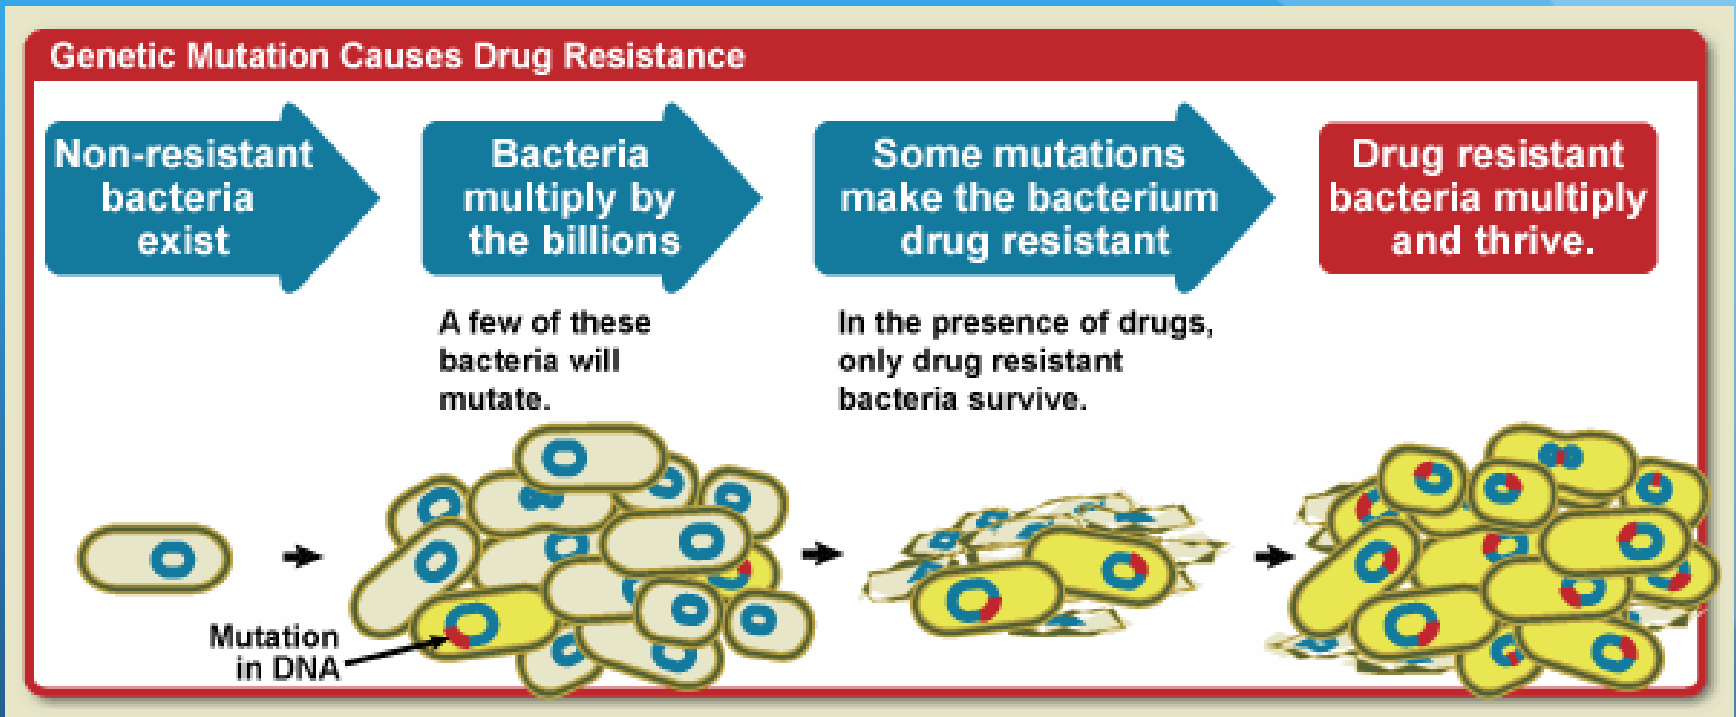 Genetic Mutation Causes Drug Resistance
Non-resistant
bacteria
exist
Bacteria
multiply by
the billions
Some mutations
make the bacterium
drug resistant
Drug resistant
bacteria multiply
and thrive.
A few of these
bacteria will
mutate.
In the presence of drugs,
only drug resistant
bacteria survive.
Mutation
in DNA